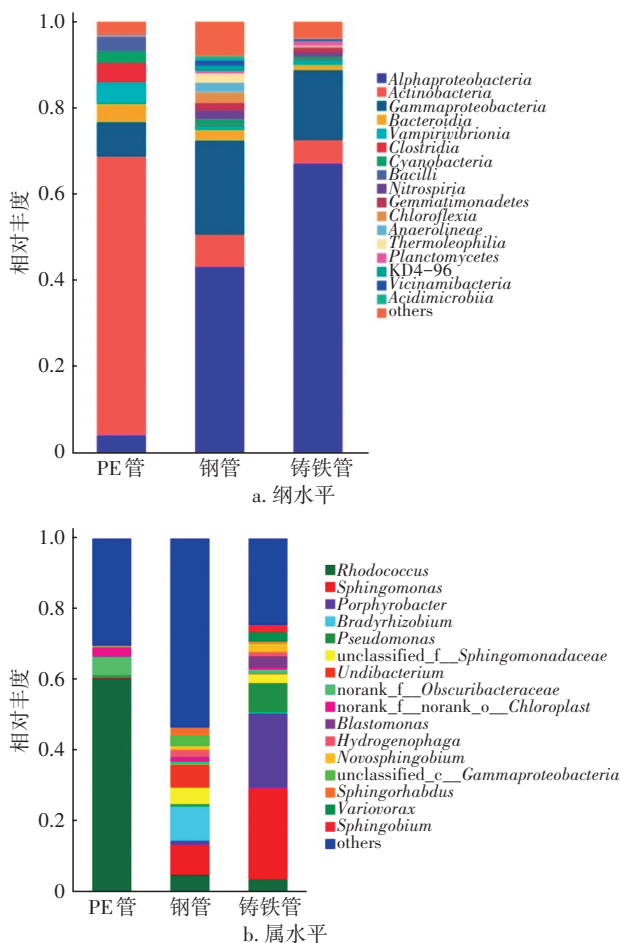 1.0
0.8
0.6
0.4
0.2
0
相对丰度
PE管
钢管
铸铁管
Alphaproteobacteria
Actinobacteria
Gammaproteobacteria
Bacteroidia
Vampirivibrionia
Clostridia
Cyanobacteria
Bacilli
Nitrospiria
Gemmatimonadetes
Chloroflexia
Anaerolineae
Thermoleophilia
Planctomycetes
KD4-96
Vicinamibacteria
Acidimicrobiia
others
a. 纲水平
1.0
0.8
0.6
0.4
0.2
0
相对丰度
PE管
钢管
铸铁管
Rhodococcus
Sphingomonas
Porphyrobacter
Bradyrhizobium
Pseudomonas
unclassified_f__Sphingomonadaceae
Undibacterium
norank_f__Obscuribacteraceae
norank_f__norank_o__Chloroplast
Blastomonas
Hydrogenophaga
Novosphingobium
unclassified_c__Gammaproteobacteria
Sphingorhabdus
Variovorax
Sphingobium
others
b. 属水平